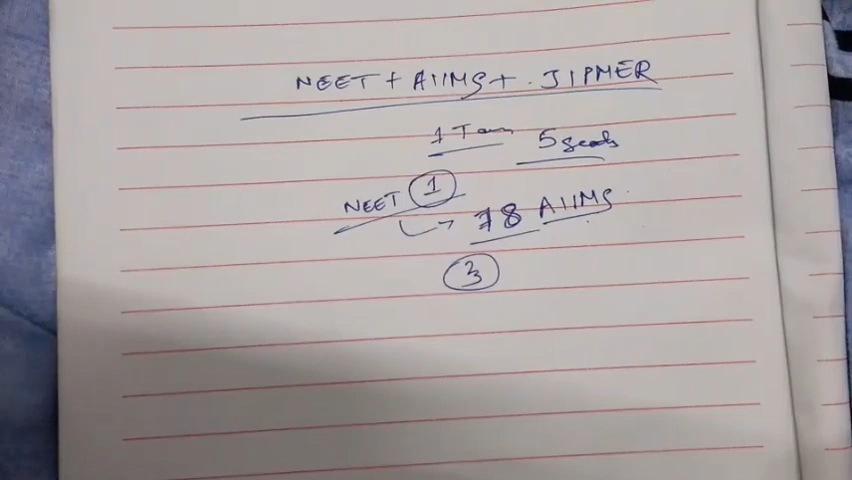 NEET + AIIMS + . JIPMER
1 Team 5 seats
NEET 1
78 AIIMS
3